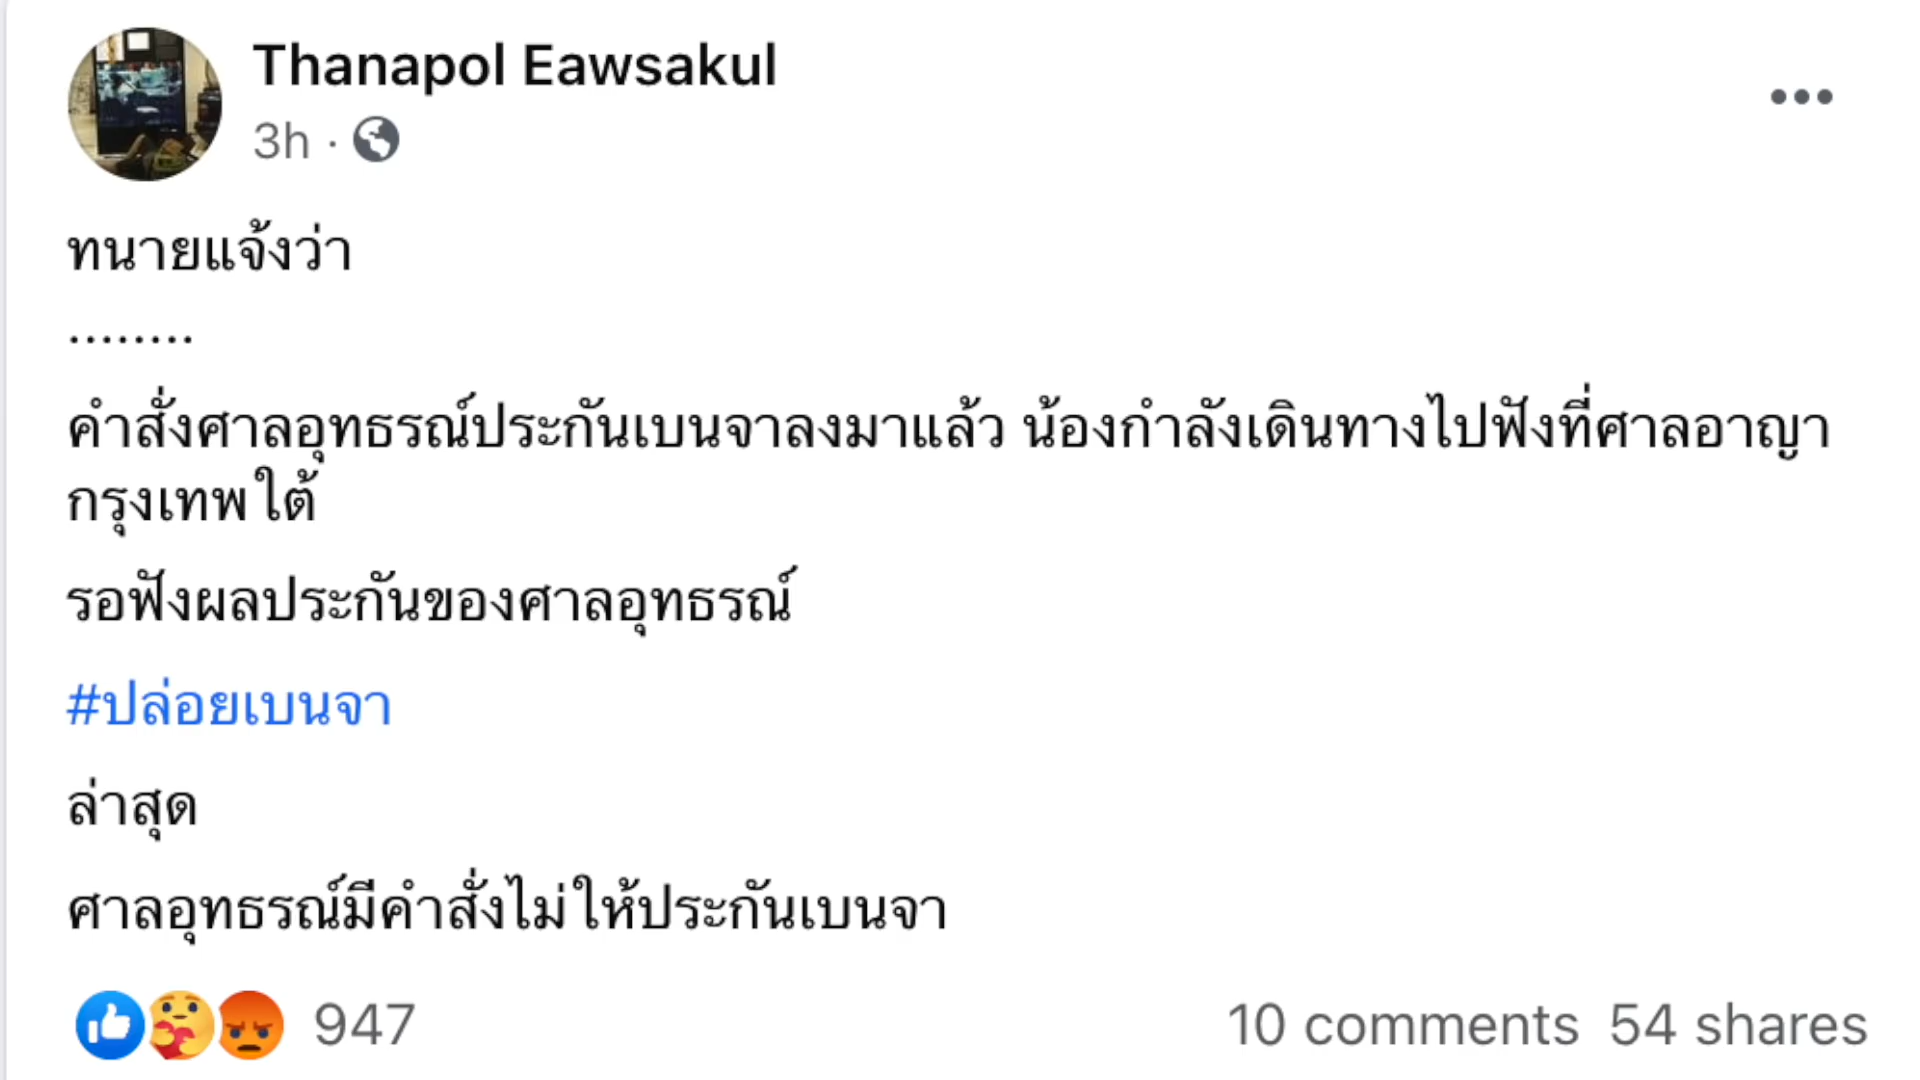 Thanapol Eawsakul
3h ·
ทนายแจ้งว่า
........
คำสั่งศาลอุทธรณ์ประกันเบนจาลงมาแล้ว น้องกำลังเดินทางไปฟังที่ศาลอาญา
กรุงเทพใต้
รอฟังผลประกันของศาลอุทธรณ์
#ปล่อยเบนจา
ล่าสุด
ศาลอุทธรณ์มีคำสั่งไม่ให้ประกันเบนจา
947 10 comments 54 shares